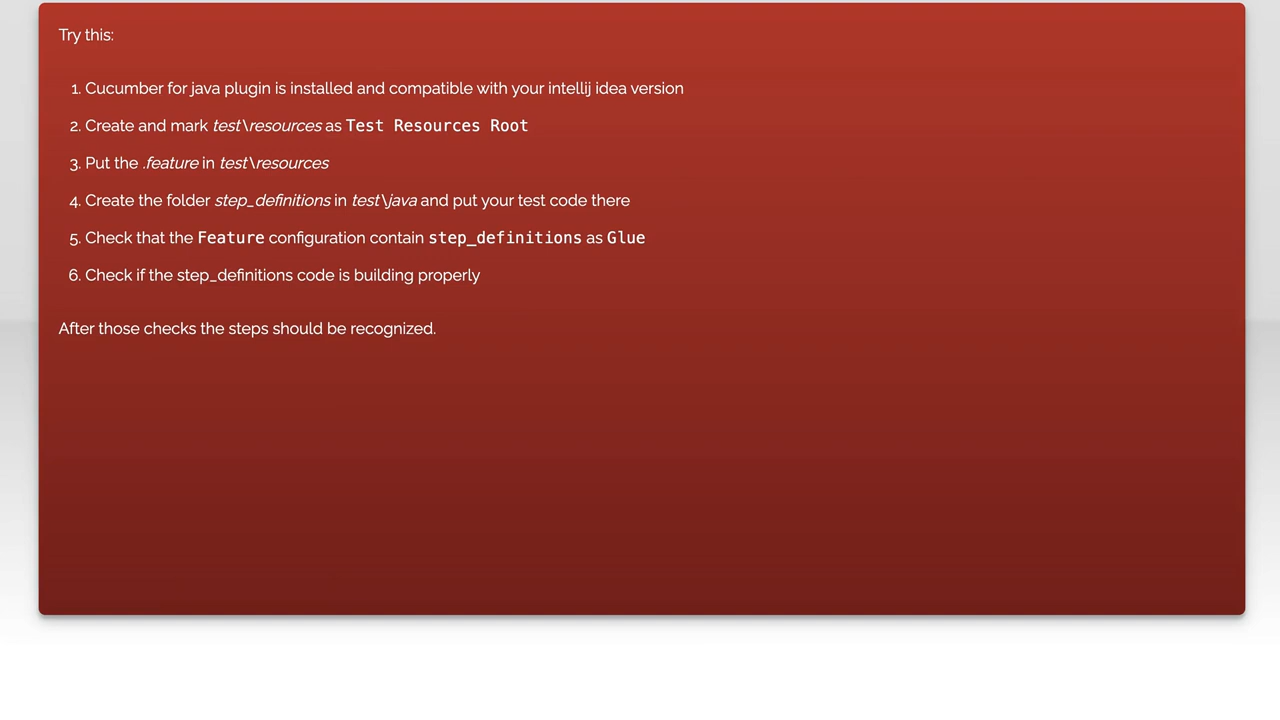 Try this:
1. Cucumber for java plugin is installed and compatible with your intellij idea version
2. Create and mark test\resources as Test Resources Root
3. Put the .feature in test\resources
4. Create the folder step_definitions in test\java and put your test code there
5. Check that the Feature configuration contain step_definitions as Glue
6. Check if the step_definitions code is building properly
After those checks the steps should be recognized.